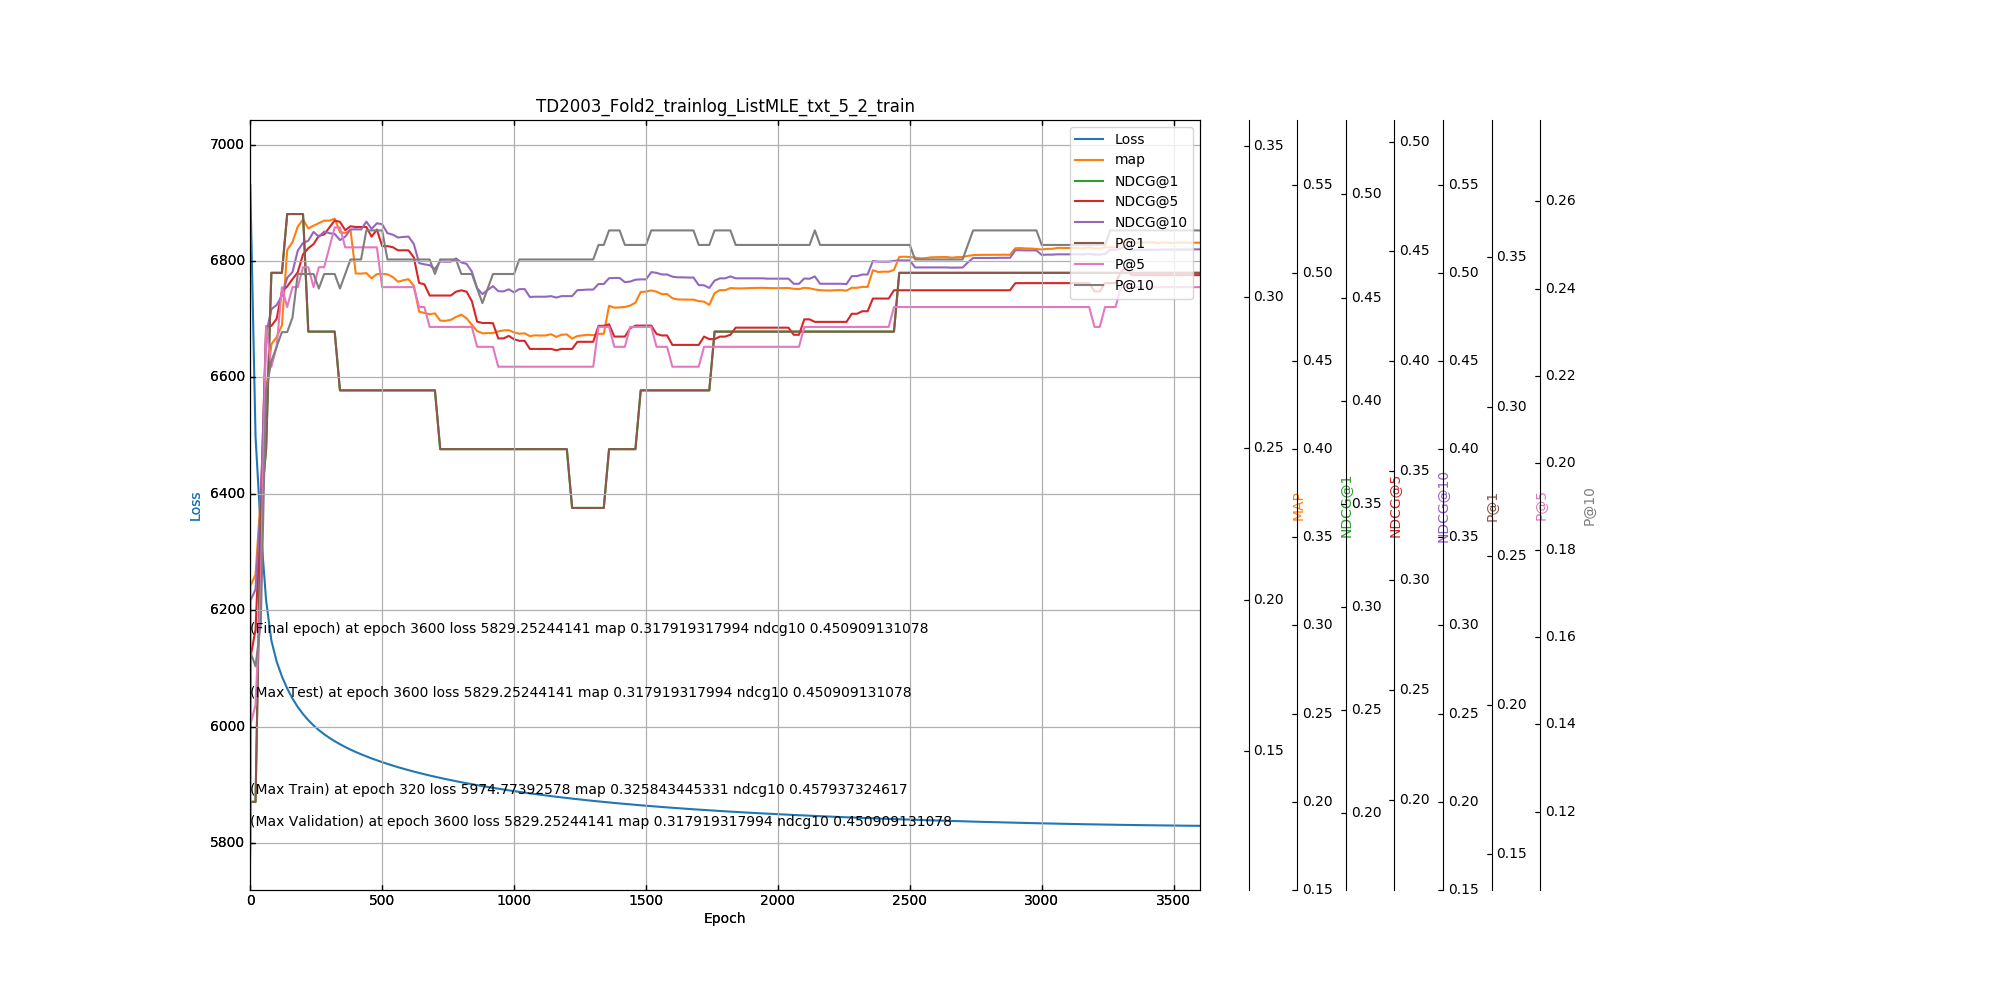 TD2003_Fold2_trainlog_ListMLE_txt_5_2_train
Loss
map
NDCG@1
NDCG@5
NDCG@10
P@1
P@5
P@10
7000
6800
6600
6400
6200
6000
5800
Loss
(Final epoch) at epoch 3600 loss 5829.25244141 map 0.317919317994 ndcg10 0.450909131078
(Max Test) at epoch 3600 loss 5829.25244141 map 0.317919317994 ndcg10 0.450909131078
(Max Train) at epoch 320 loss 5974.77392578 map 0.325843445331 ndcg10 0.457937324617
(Max Validation) at epoch 3600 loss 5829.25244141 map 0.317919317994 ndcg10 0.450909131078
0 500 1000 1500 2000 2500 3000 3500
Epoch
0.35
0.30
0.25
0.20
0.15
MAP
0.55
0.50
0.45
0.40
0.35
0.30
0.25
0.20
0.15
NDCG@1
0.50
0.45
0.40
0.35
0.30
0.25
0.20
NDCG@5
0.50
0.45
0.40
0.35
0.30
0.25
0.20
NDCG@10
0.55
0.50
0.45
0.40
0.35
0.30
0.25
0.20
0.15
P@1
0.35
0.30
0.25
0.20
0.15
P@5
0.26
0.24
0.22
0.20
0.18
0.16
0.14
0.12
P@10